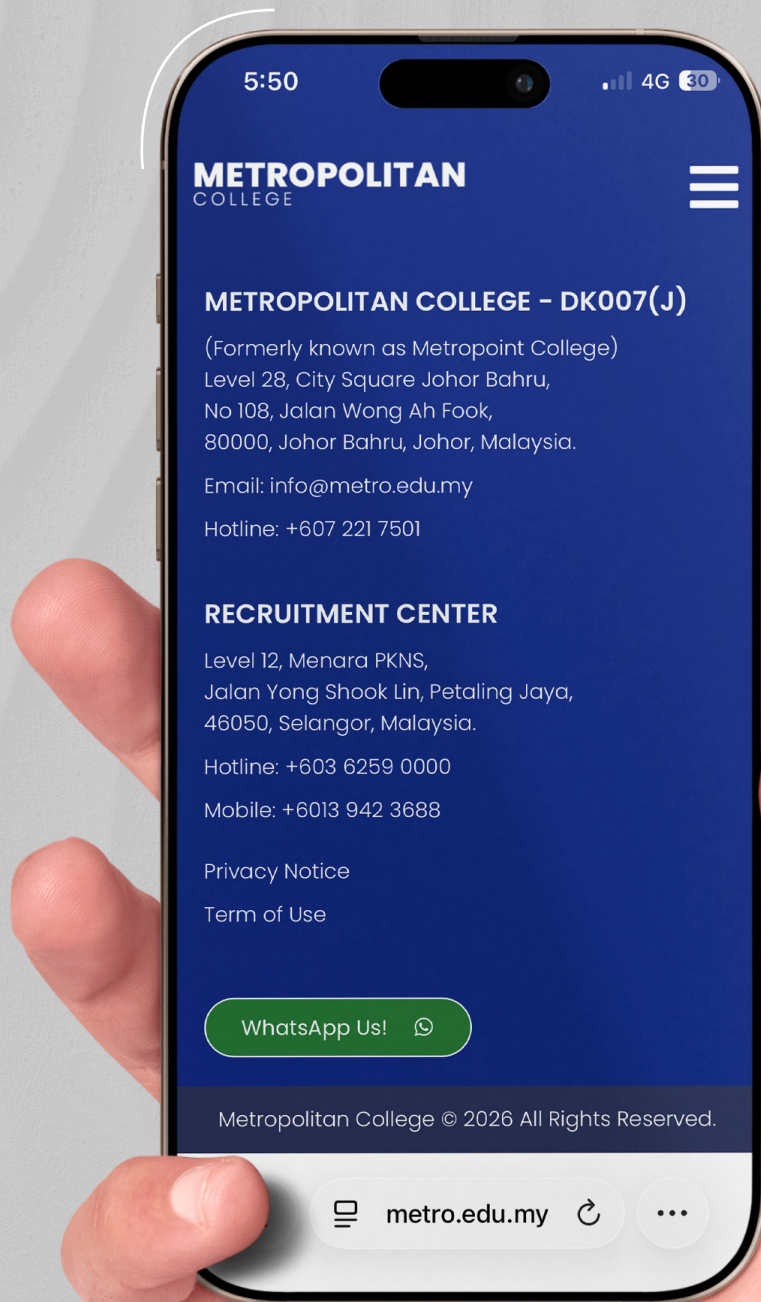 5:50
4G 30
METROPOLITAN
COLLEGE
METROPOLITAN COLLEGE - DK007(J)
(Formerly known as Metropoint College)
Level 28, City Square Johor Bahru,
No 108, Jalan Wong Ah Fook,
80000, Johor Bahru, Johor, Malaysia.
Email: info@metro.edu.my
Hotline: +607 221 7501
RECRUITMENT CENTER
Level 12, Menara PKNS,
Jalan Yong Shook Lin, Petaling Jaya,
46050, Selangor, Malaysia.
Hotline: +603 6259 0000
Mobile: +6013 942 3688
Privacy Notice
Term of Use
WhatsApp Us!
Metropolitan College © 2026 All Rights Reserved.
metro.edu.my